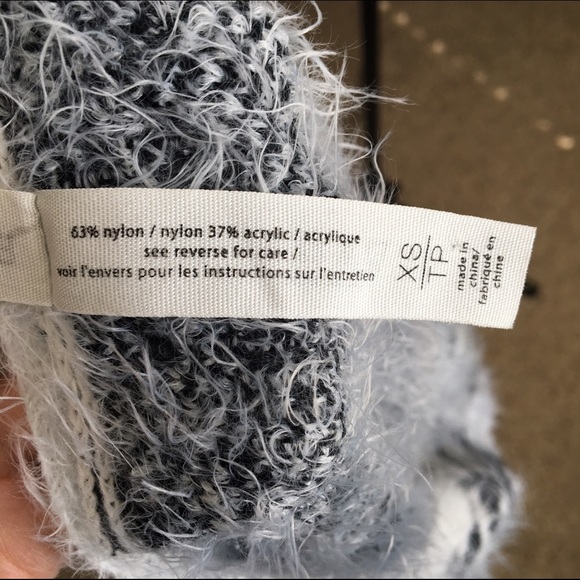 63% nylon / nylon 37% acrylic / acrylique
see reverse for care /
voir l'envers pour les instructions sur l'entretien
XS
TP
made in
china/
fabriqué en
chine